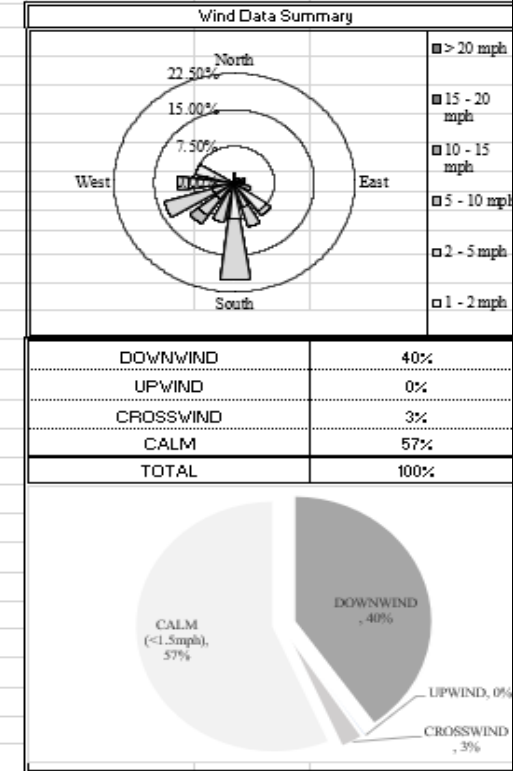 Wind Data Summary
North
22.50%
15.00%
7.50%
West
East
South
> 20 mph
15 - 20
mph
10 - 15
mph
5 - 10 mph
2 - 5 mph
1 - 2 mph
DOWNWIND 40%
UPWIND 0%
CROSSWIND 3%
CALM 57%
TOTAL 100%
DOWNWIND
, 40%
CALM
(<1.5mph),
57%
UPWIND, 0%
CROSSWIND
, 3%